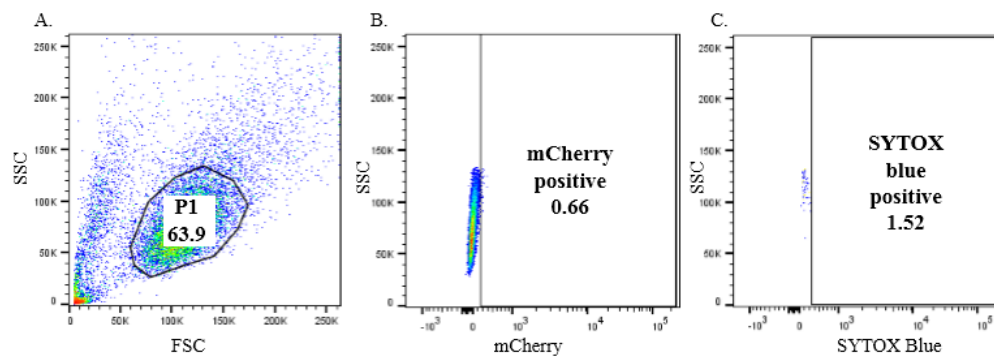 A.
250K
200K
150K
100K
50K
0
SSC
P1
63.9
0 50K 100K 150K 200K 250K
FSC
B.
250K
200K
150K
100K
50K
0
SSC
mCherry
positive
0.66
-10³ 0 10³ 10⁴ 10⁵
mCherry
C.
250K
200K
150K
100K
50K
0
SSC
SYTOX
blue
positive
1.52
-10³ 0 10³ 10⁴ 10⁵
SYTOX Blue